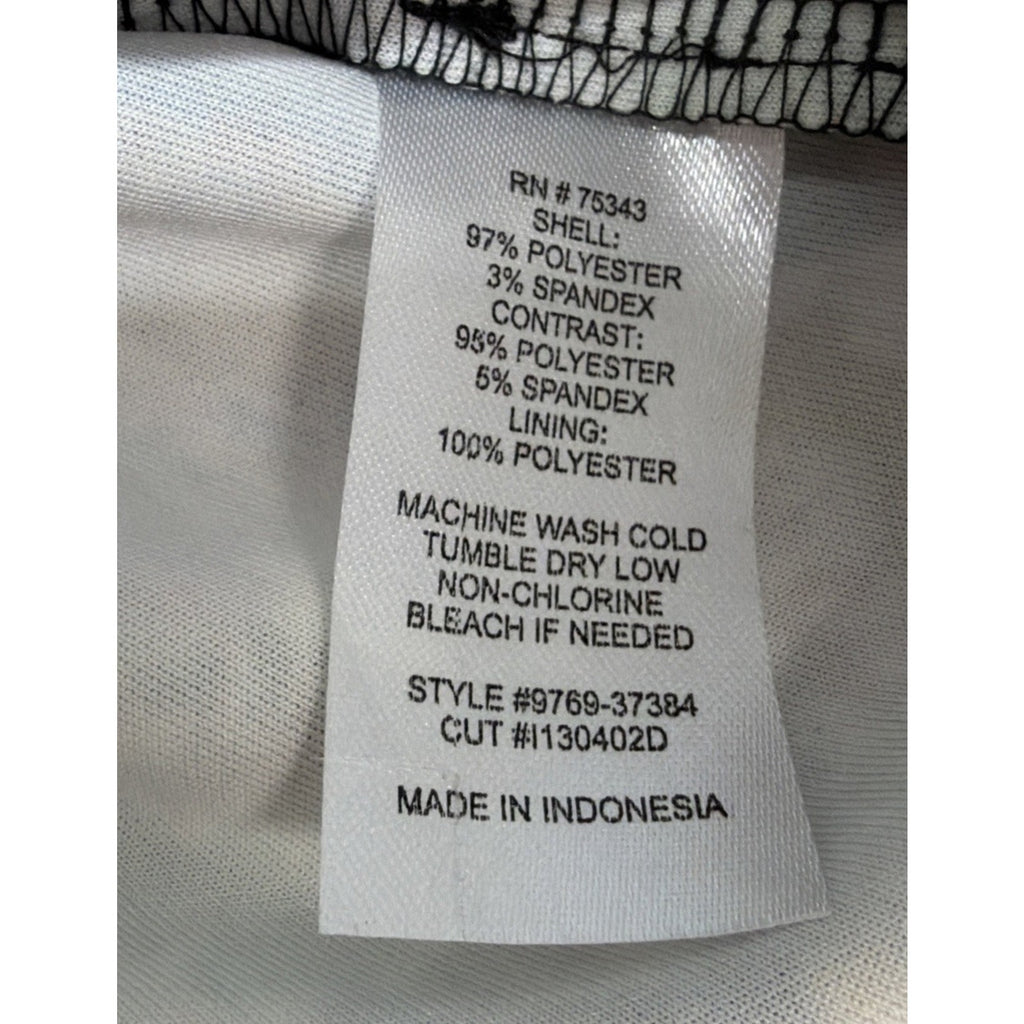 RN # 75343
SHELL:
97% POLYESTER
3% SPANDEX
CONTRAST:
95% POLYESTER
5% SPANDEX
LINING:
100% POLYESTER
MACHINE WASH COLD
TUMBLE DRY LOW
NON-CHLORINE
BLEACH IF NEEDED
STYLE #9769-37384
CUT #I130402D
MADE IN INDONESIA